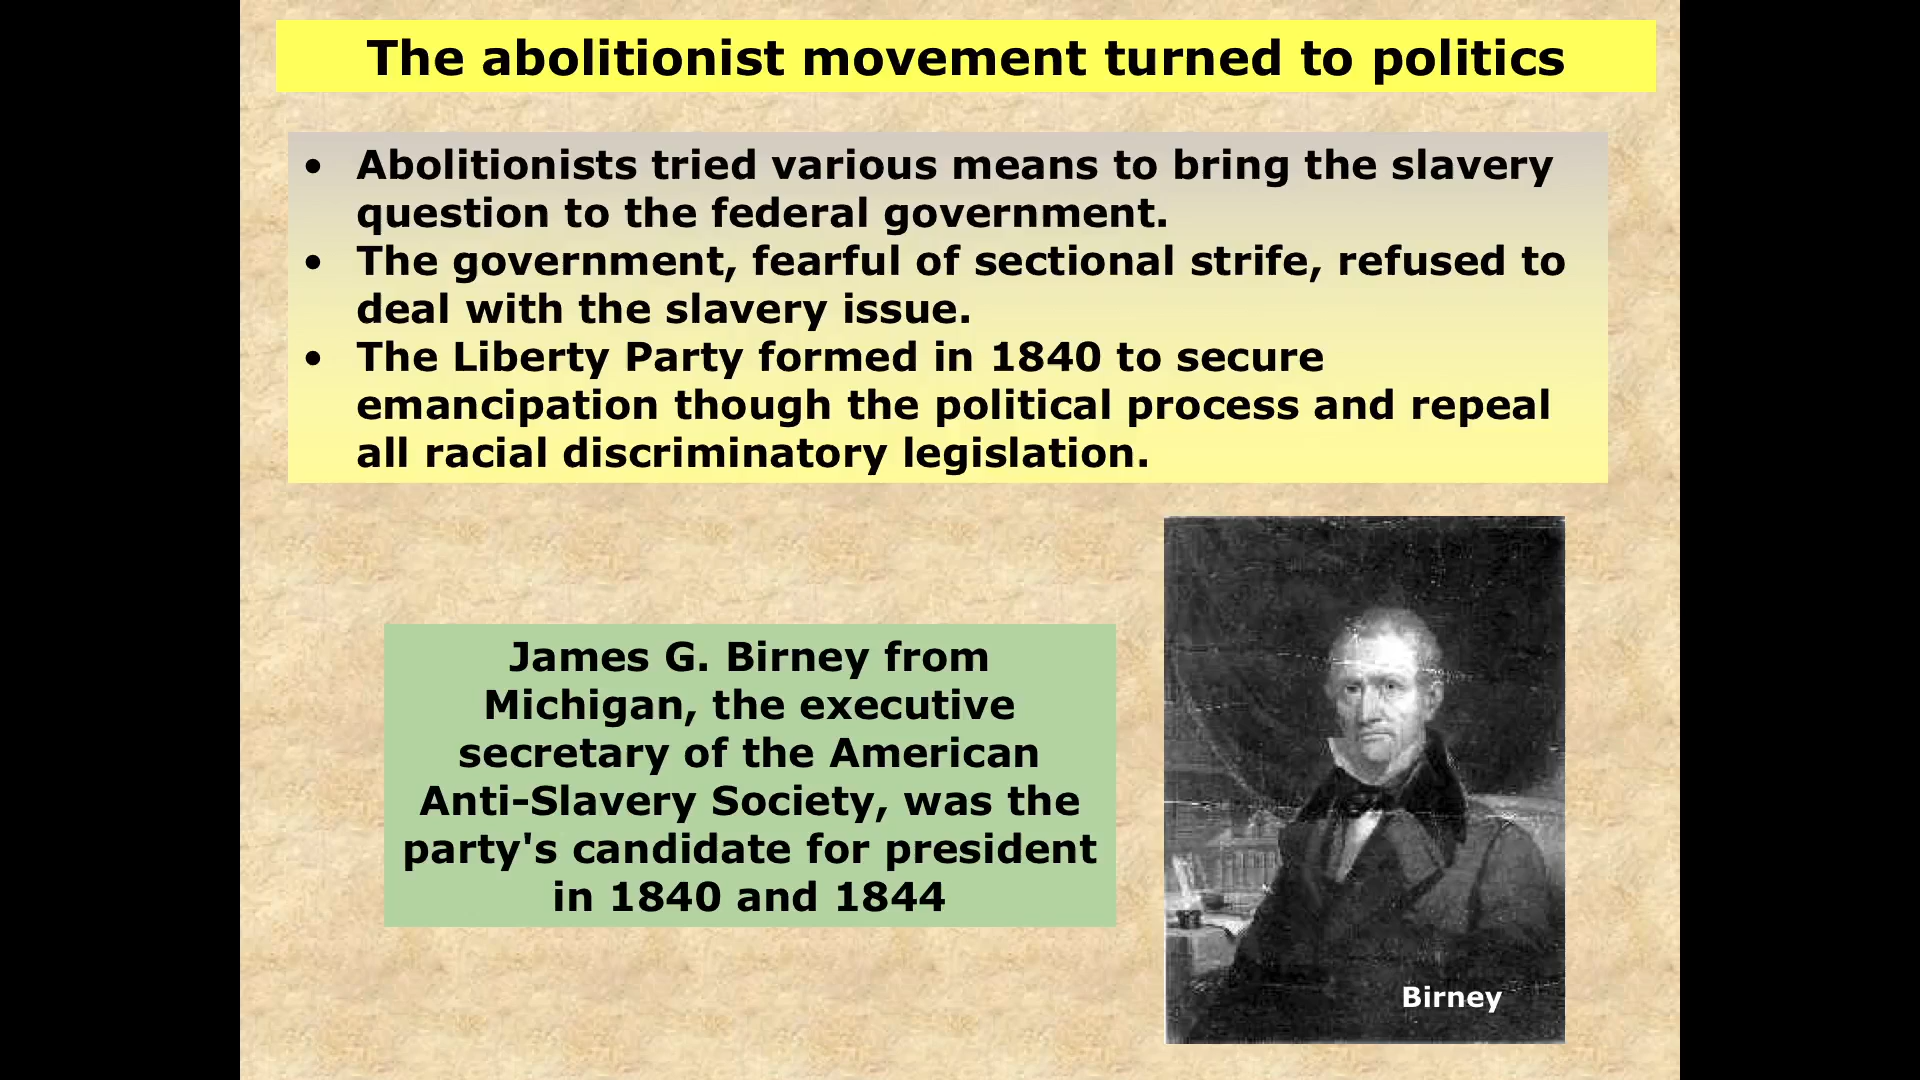 The abolitionist movement turned to politics
• Abolitionists tried various means to bring the slavery
question to the federal government.
• The government, fearful of sectional strife, refused to
deal with the slavery issue.
• The Liberty Party formed in 1840 to secure
emancipation though the political process and repeal
all racial discriminatory legislation.
James G. Birney from
Michigan, the executive
secretary of the American
Anti-Slavery Society, was the
party's candidate for president
in 1840 and 1844
Birney